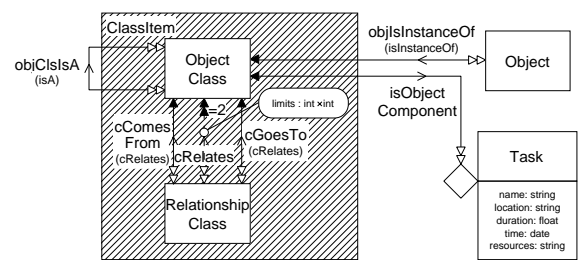 ClassItem
objIsInstanceOf
(isInstanceOf)
objClsIsA
(isA)
Object
Class
Object
isObject
Component
=2
limits : int ×int
cComes
From
(cRelates)
cRelates
cGoesTo
(cRelates)
Relationship
Class
Task
name: string
location: string
duration: float
time: date
resources: string